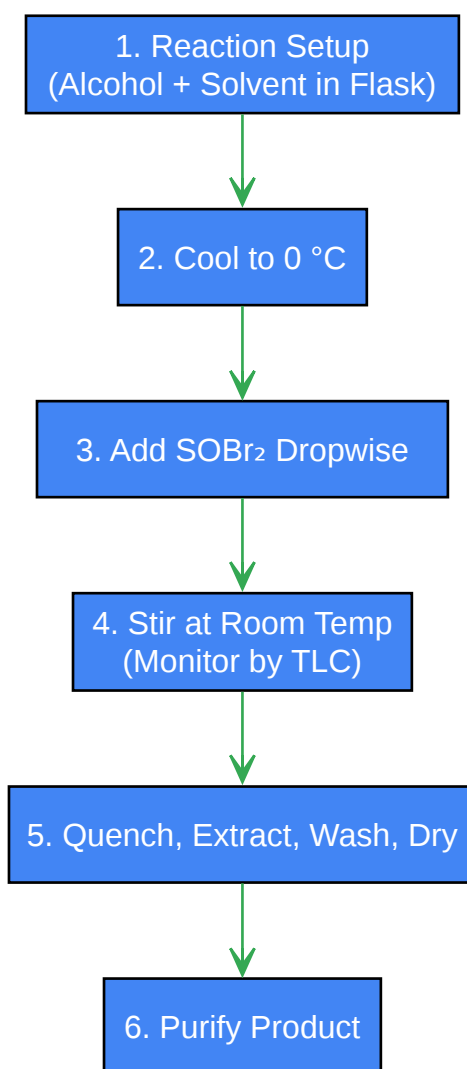 1. Reaction Setup
(Alcohol + Solvent in Flask)
2. Cool to 0 °C
3. Add SOBr₂ Dropwise
4. Stir at Room Temp
(Monitor by TLC)
5. Quench, Extract, Wash, Dry
6. Purify Product